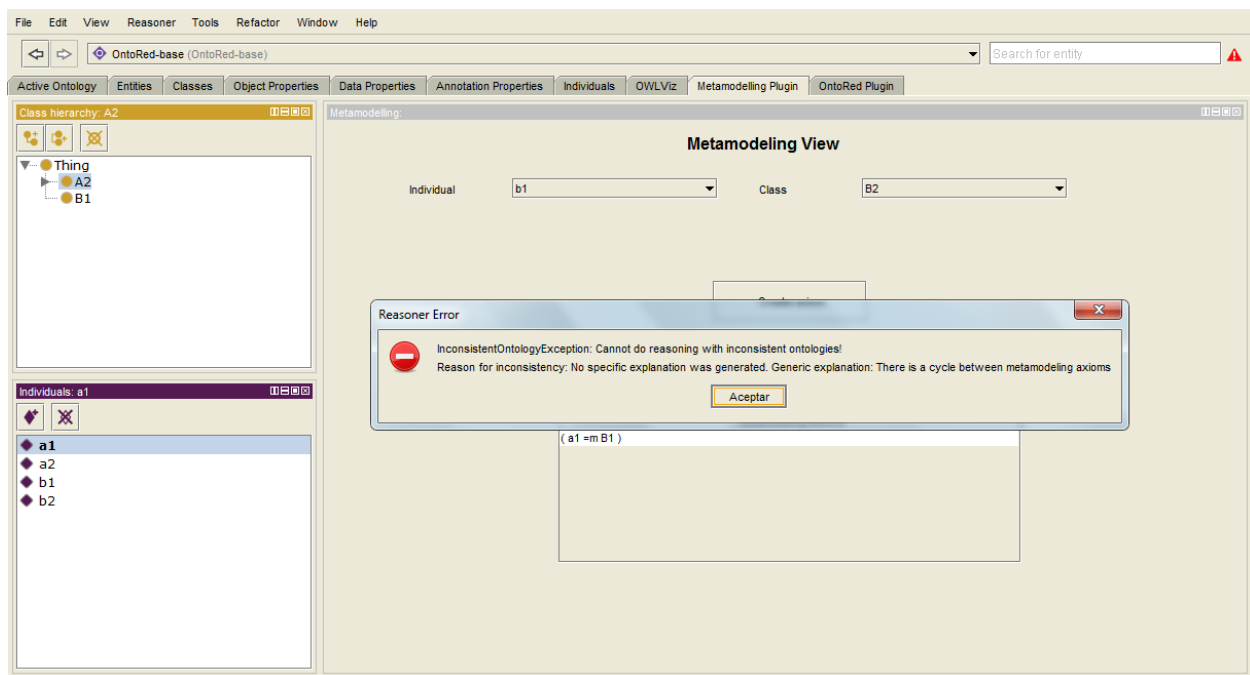 File Edit View Reasoner Tools Refactor Window Help
OntoRed-base (OntoRed-base)
Search for entity
Active Ontology Entities Classes Object Properties Data Properties Annotation Properties Individuals OWLViz Metamodelling Plugin OntoRed Plugin
Class hierarchy: A2
Thing
A2
B1
Individuals: a1
a1
a2
b1
b2
Metamodelling:
Metamodeling View
Individual b1 Class B2
Reasoner Error
InconsistentOntologyException: Cannot do reasoning with inconsistent ontologies!
Reason for inconsistency: No specific explanation was generated. Generic explanation: There is a cycle between metamodeling axioms
Aceptar
( a1 =m B1 )